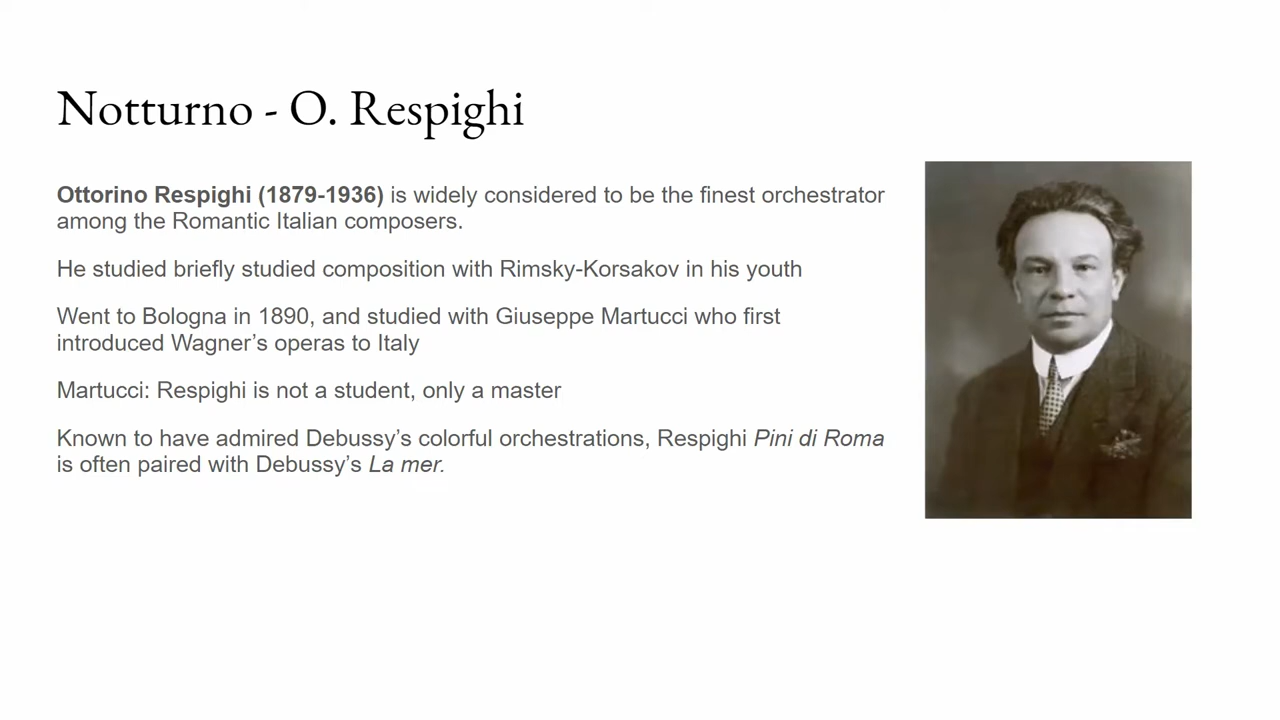 Notturno - O. Respighi
Ottorino Respighi (1879-1936) is widely considered to be the finest orchestrator
among the Romantic Italian composers.
He studied briefly studied composition with Rimsky-Korsakov in his youth
Went to Bologna in 1890, and studied with Giuseppe Martucci who first
introduced Wagner’s operas to Italy
Martucci: Respighi is not a student, only a master
Known to have admired Debussy’s colorful orchestrations, Respighi Pini di Roma
is often paired with Debussy’s La mer.